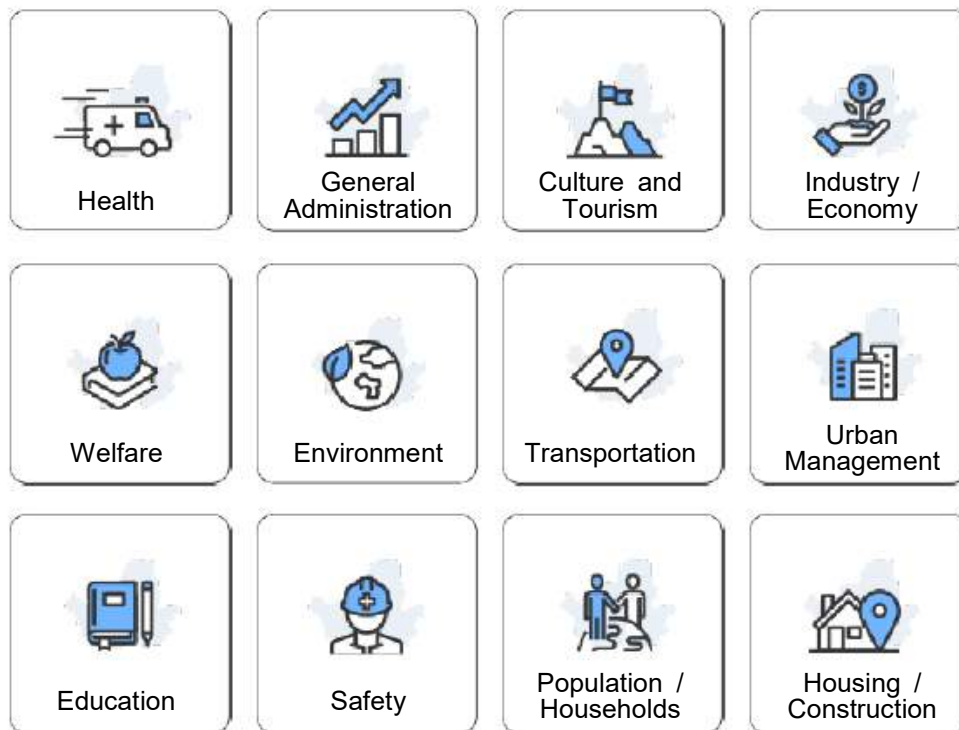 Health
General
Administration
Culture and
Tourism
Industry /
Economy
Welfare
Environment
Transportation
Urban
Management
Education
Safety
Population /
Households
Housing /
Construction